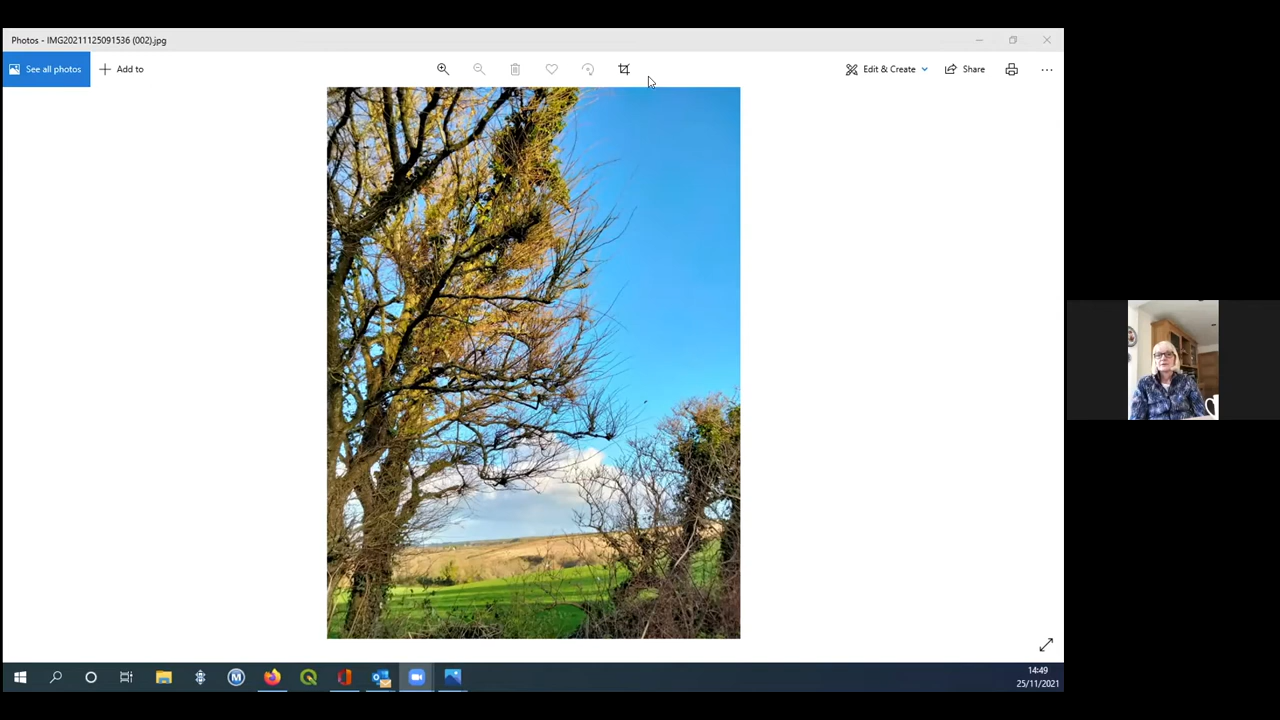 Photos - IMG20211125091536 (002).jpg
See all photos
Add to
Edit & Create
Share
14:49
25/11/2021